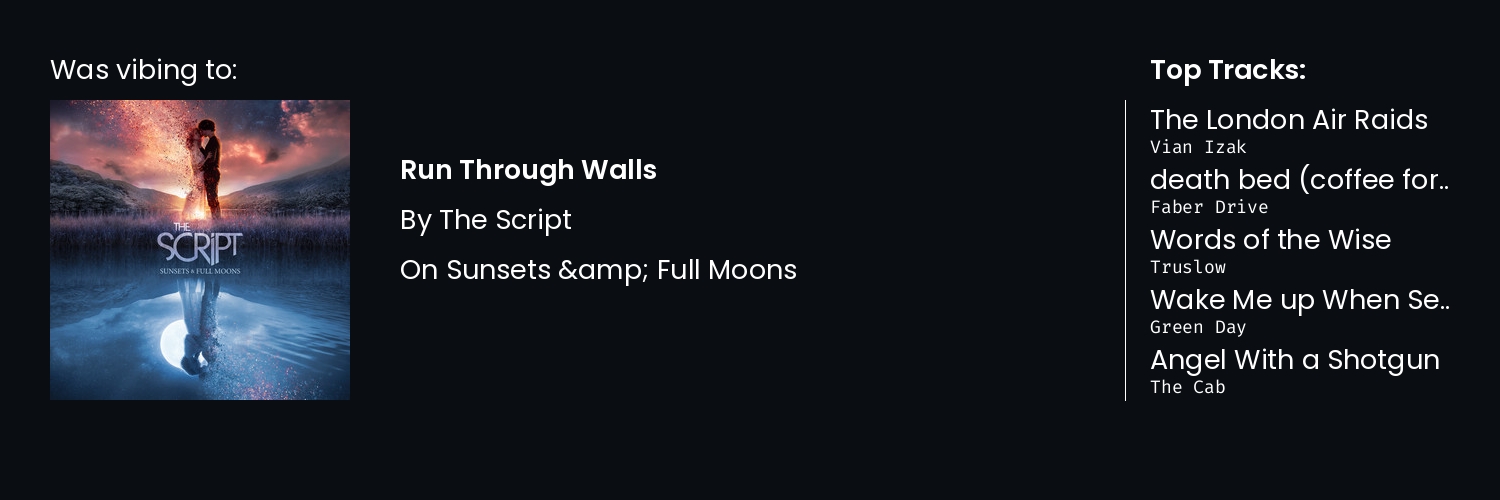 Was vibing to:
THE
SCRIPT
SUNSETS & FULL MOONS
Run Through Walls
By The Script
On Sunsets &amp; Full Moons
Top Tracks:
The London Air Raids
Vian Izak
death bed (coffee for..
Faber Drive
Words of the Wise
Truslow
Wake Me up When Se..
Green Day
Angel With a Shotgun
The Cab